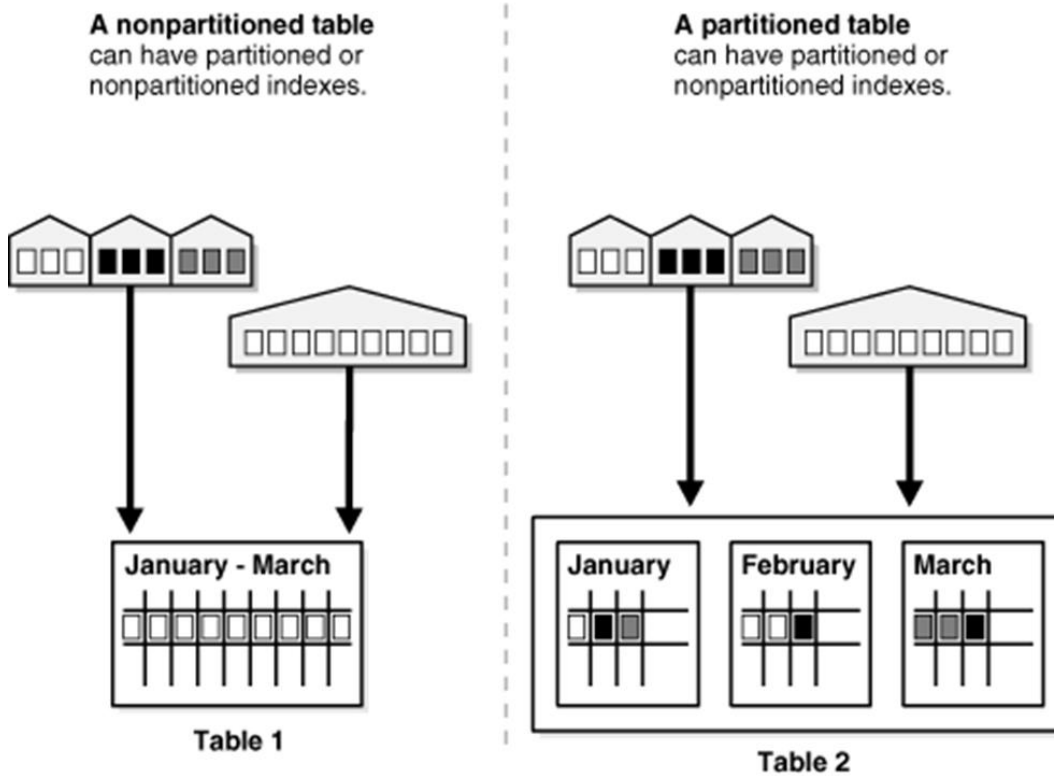 A nonpartitioned table
can have partitioned or
nonpartitioned indexes.
A partitioned table
can have partitioned or
nonpartitioned indexes.
January - March
Table 1
January
February
March
Table 2